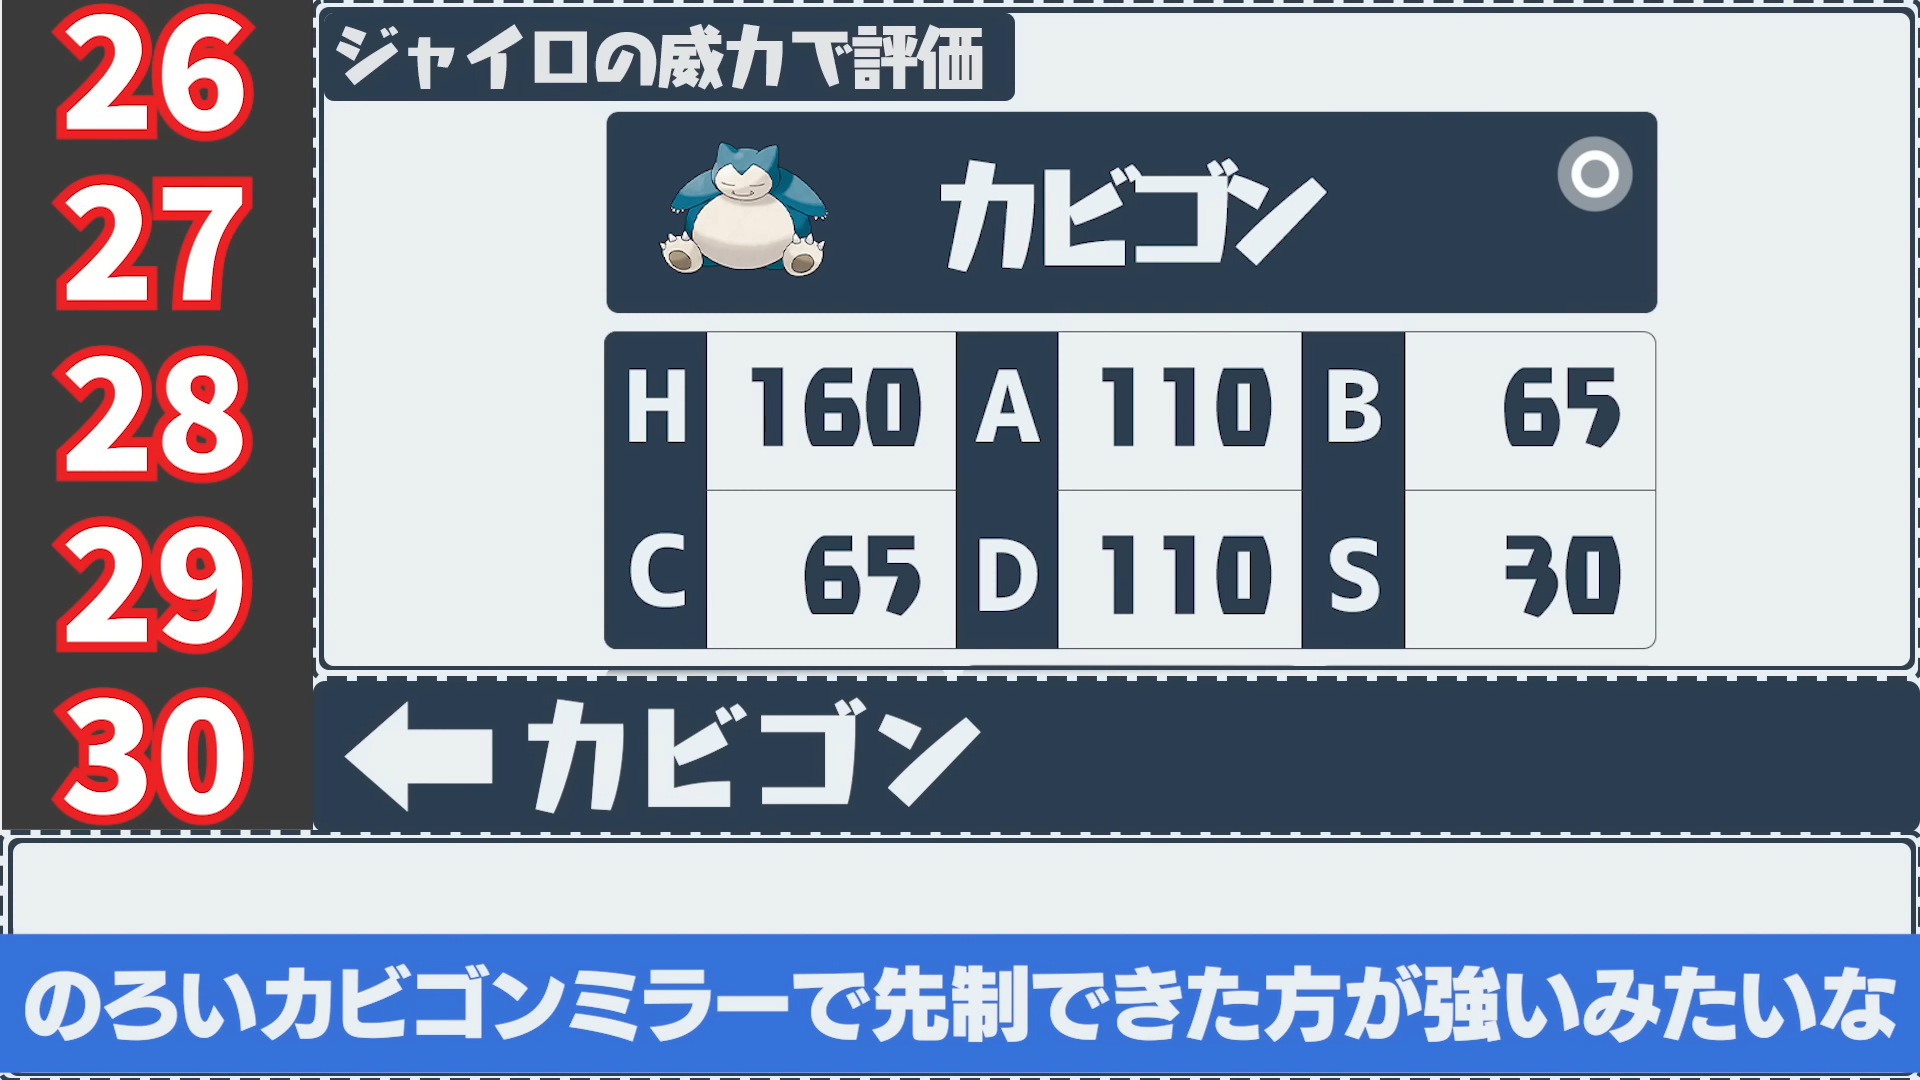 26
27
28
29
30
ジャイロの威力で評価
カビゴン
H 160 A 110 B 65
C 65 D 110 S 30
←カビゴン
のろいカビゴンミラーで先制できた方が強いみたいな